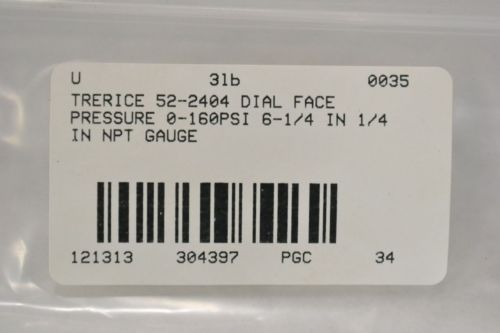 U 31b 0035
TRERICE 52-2404 DIAL FACE
PRESSURE 0-160PSI 6-1/4 IN 1/4
IN NPT GAUGE
121313 304397 PGC 34